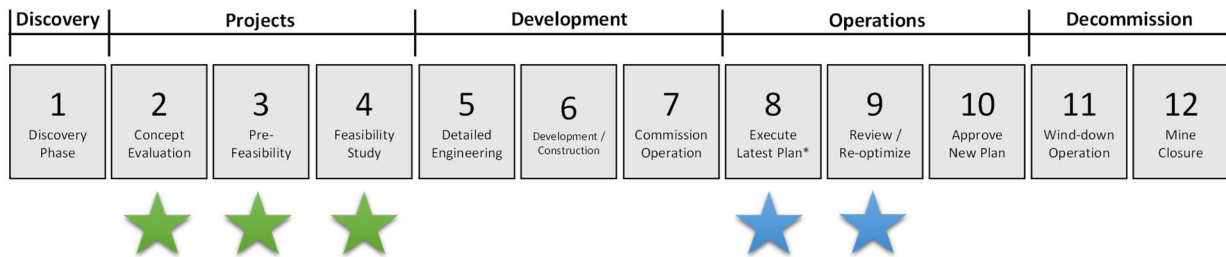 Discovery
Projects
Development
Operations
Decommission
1
Discovery
Phase
2
Concept
Evaluation
3
Pre-
Feasibility
4
Feasibility
Study
5
Detailed
Engineering
6
Development /
Construction
7
Commission
Operation
8
Execute
Latest Plan*
9
Review /
Re-optimize
10
Approve
New Plan
11
Wind-down
Operation
12
Mine
Closure